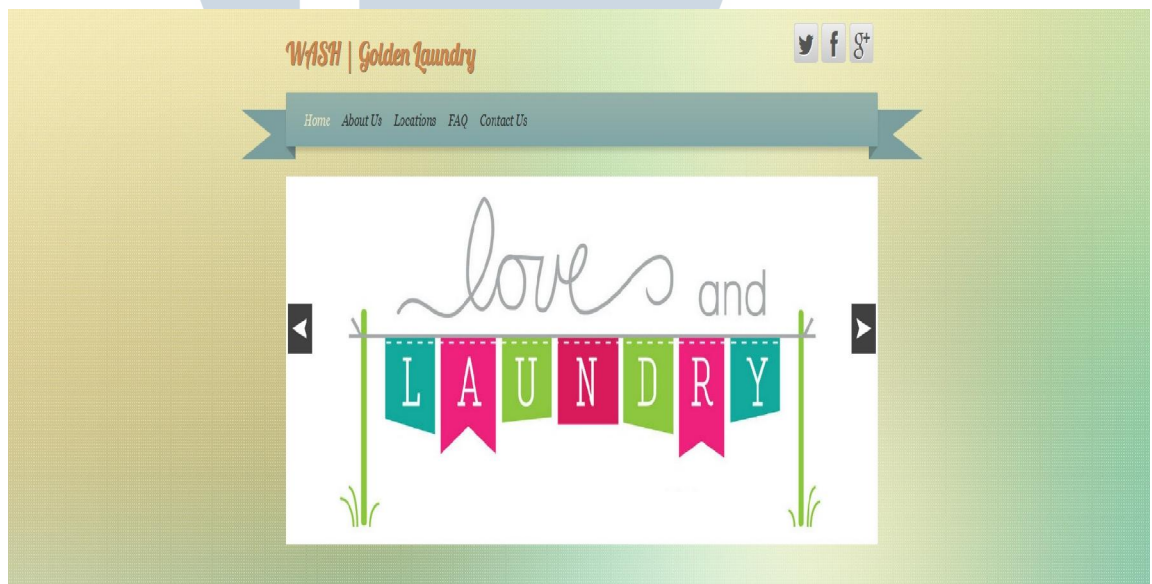 WASH | Golden Laundry
g+
Home About Us Locations FAQ Contact Us
love and
LAUNDRY